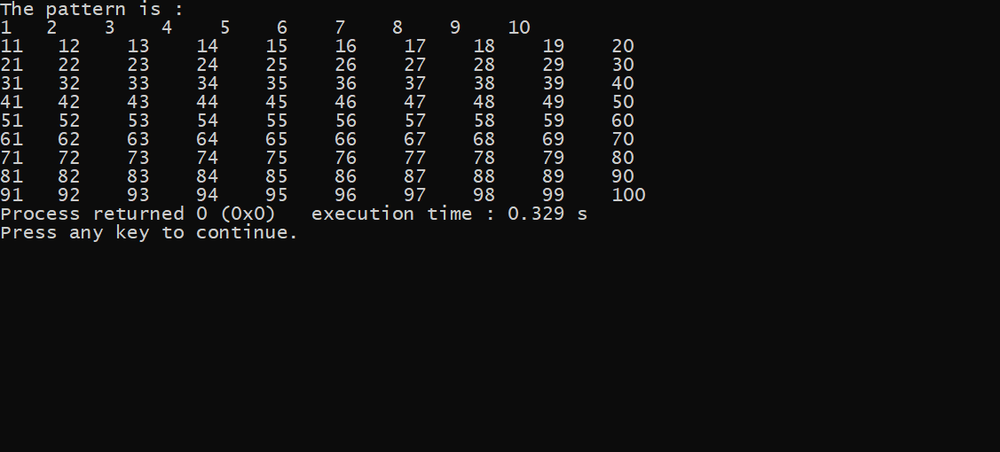 The pattern is :
1   2    3    4    5    6    7    8    9    10
11   12    13    14    15    16    17    18    19    20
21   22    23    24    25    26    27    28    29    30
31   32    33    34    35    36    37    38    39    40
41   42    43    44    45    46    47    48    49    50
51   52    53    54    55    56    57    58    59    60
61   62    63    64    65    66    67    68    69    70
71   72    73    74    75    76    77    78    79    80
81   82    83    84    85    86    87    88    89    90
91   92    93    94    95    96    97    98    99    100
Process returned 0 (0x0)   execution time : 0.329 s
Press any key to continue.